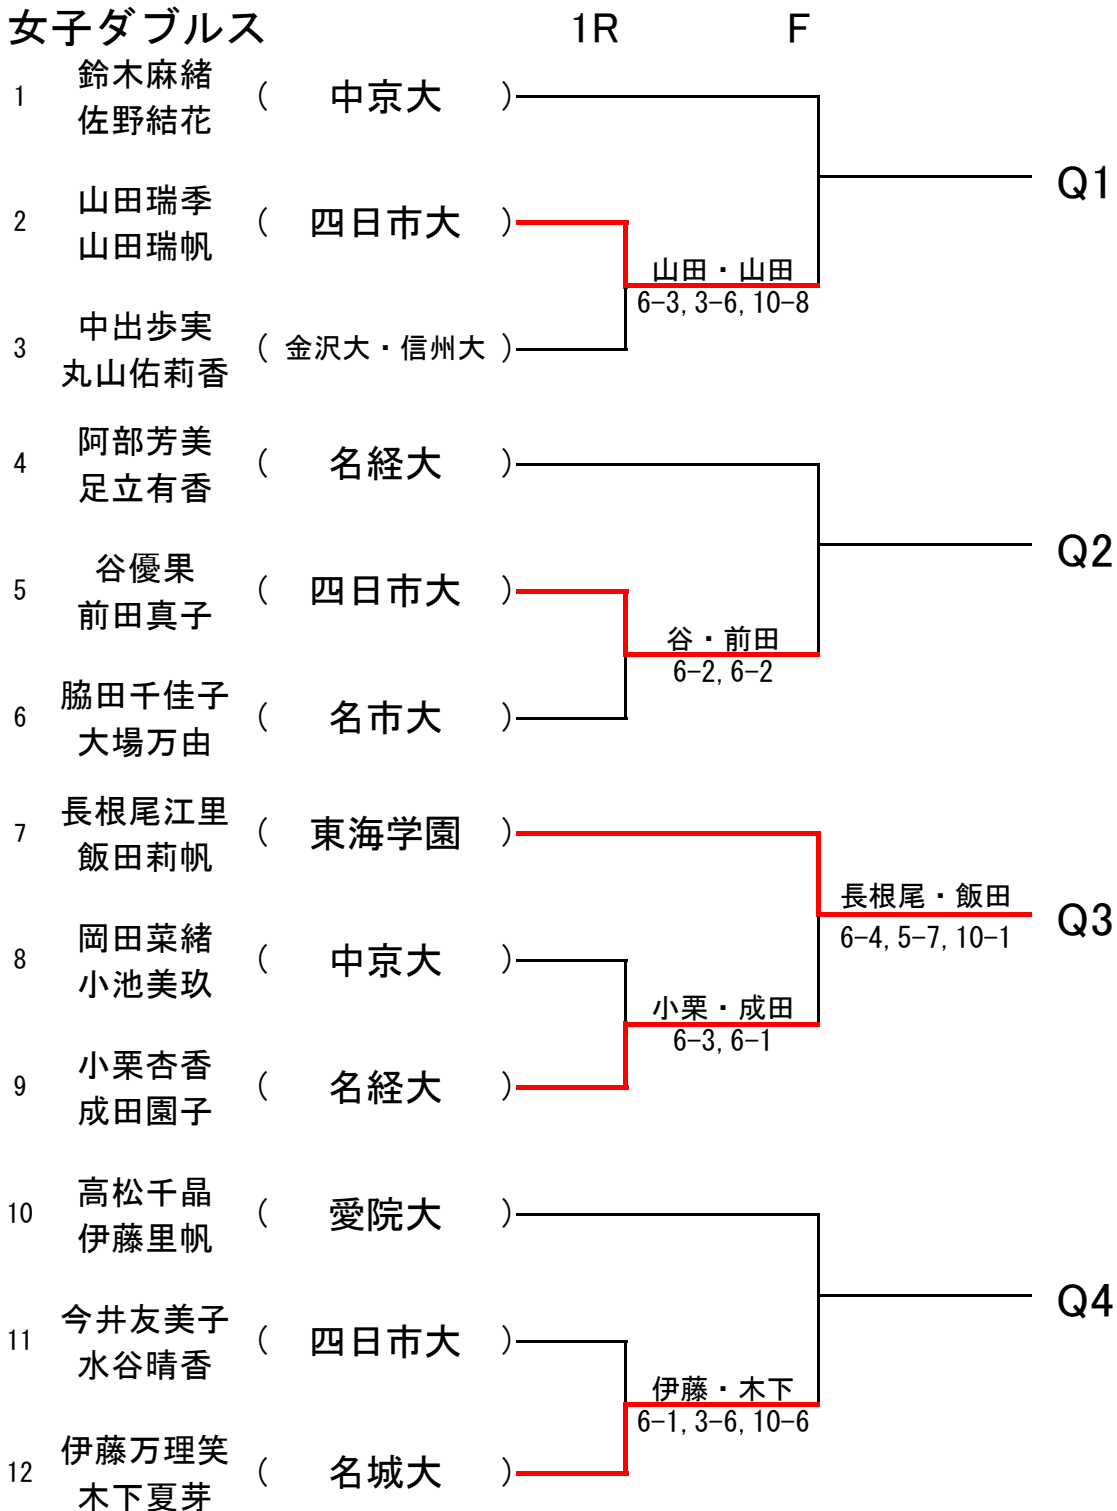 女子ダブルス 1R F
1 鈴木麻緒 佐野結花 ( 中京大 )
Q1
2 山田瑞季 山田瑞帆 ( 四日市大 )
山田・山田
6-3, 3-6, 10-8
3 中出歩実 丸山佑莉香 ( 金沢大・信州大 )
4 阿部芳美 足立有香 ( 名経大 )
Q2
5 谷優果 前田真子 ( 四日市大 )
谷・前田
6-2, 6-2
6 脇田千佳子 大場万由 ( 名市大 )
7 長根尾江里 飯田莉帆 ( 東海学園 )
長根尾・飯田
6-4, 5-7, 10-1
Q3
8 岡田菜緒 小池美玖 ( 中京大 )
小栗・成田
6-3, 6-1
9 小栗杏香 成田園子 ( 名経大 )
10 高松千晶 伊藤里帆 ( 愛院大 )
Q4
11 今井友美子 水谷晴香 ( 四日市大 )
伊藤・木下
6-1, 3-6, 10-6
12 伊藤万理笑 木下夏芽 ( 名城大 )